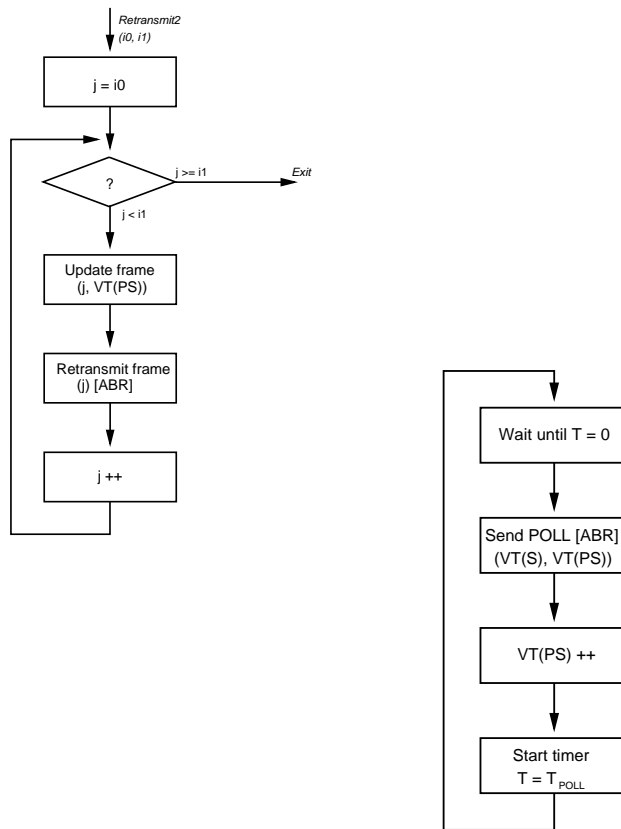 Retransmit2
(i0, i1)
j = i0
?
j >= i1
Exit
j < i1
Update frame
(j, VT(PS))
Retransmit frame
(j) [ABR]
j ++
Wait until T = 0
Send POLL [ABR]
(VT(S), VT(PS))
VT(PS) ++
Start timer
T = T POLL